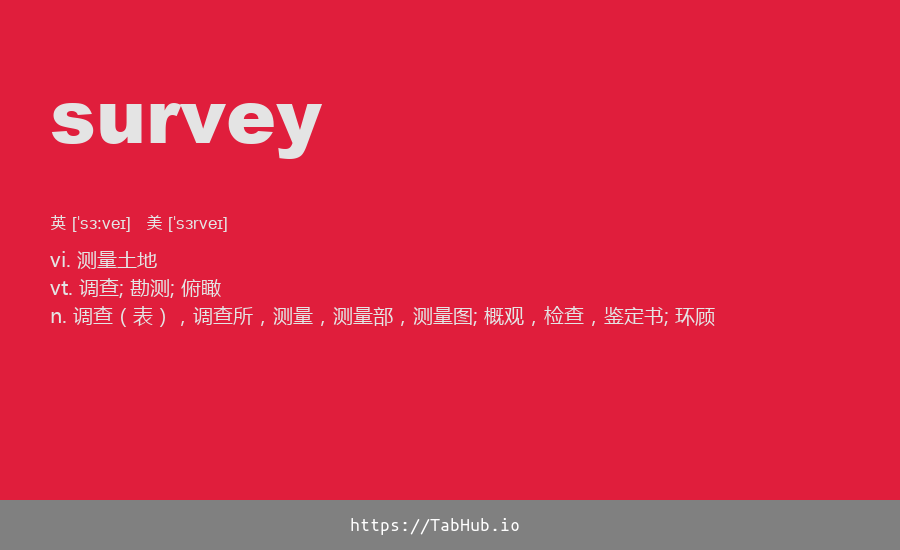 survey
英 [ˈsɜːveɪ] 美 [ˈsɜrveɪ]
vi. 测量土地
vt. 调查; 勘测; 俯瞰
n. 调查（表），调查所，测量，测量部，测量图; 概观，检查，鉴定书; 环顾
https://TabHub.io